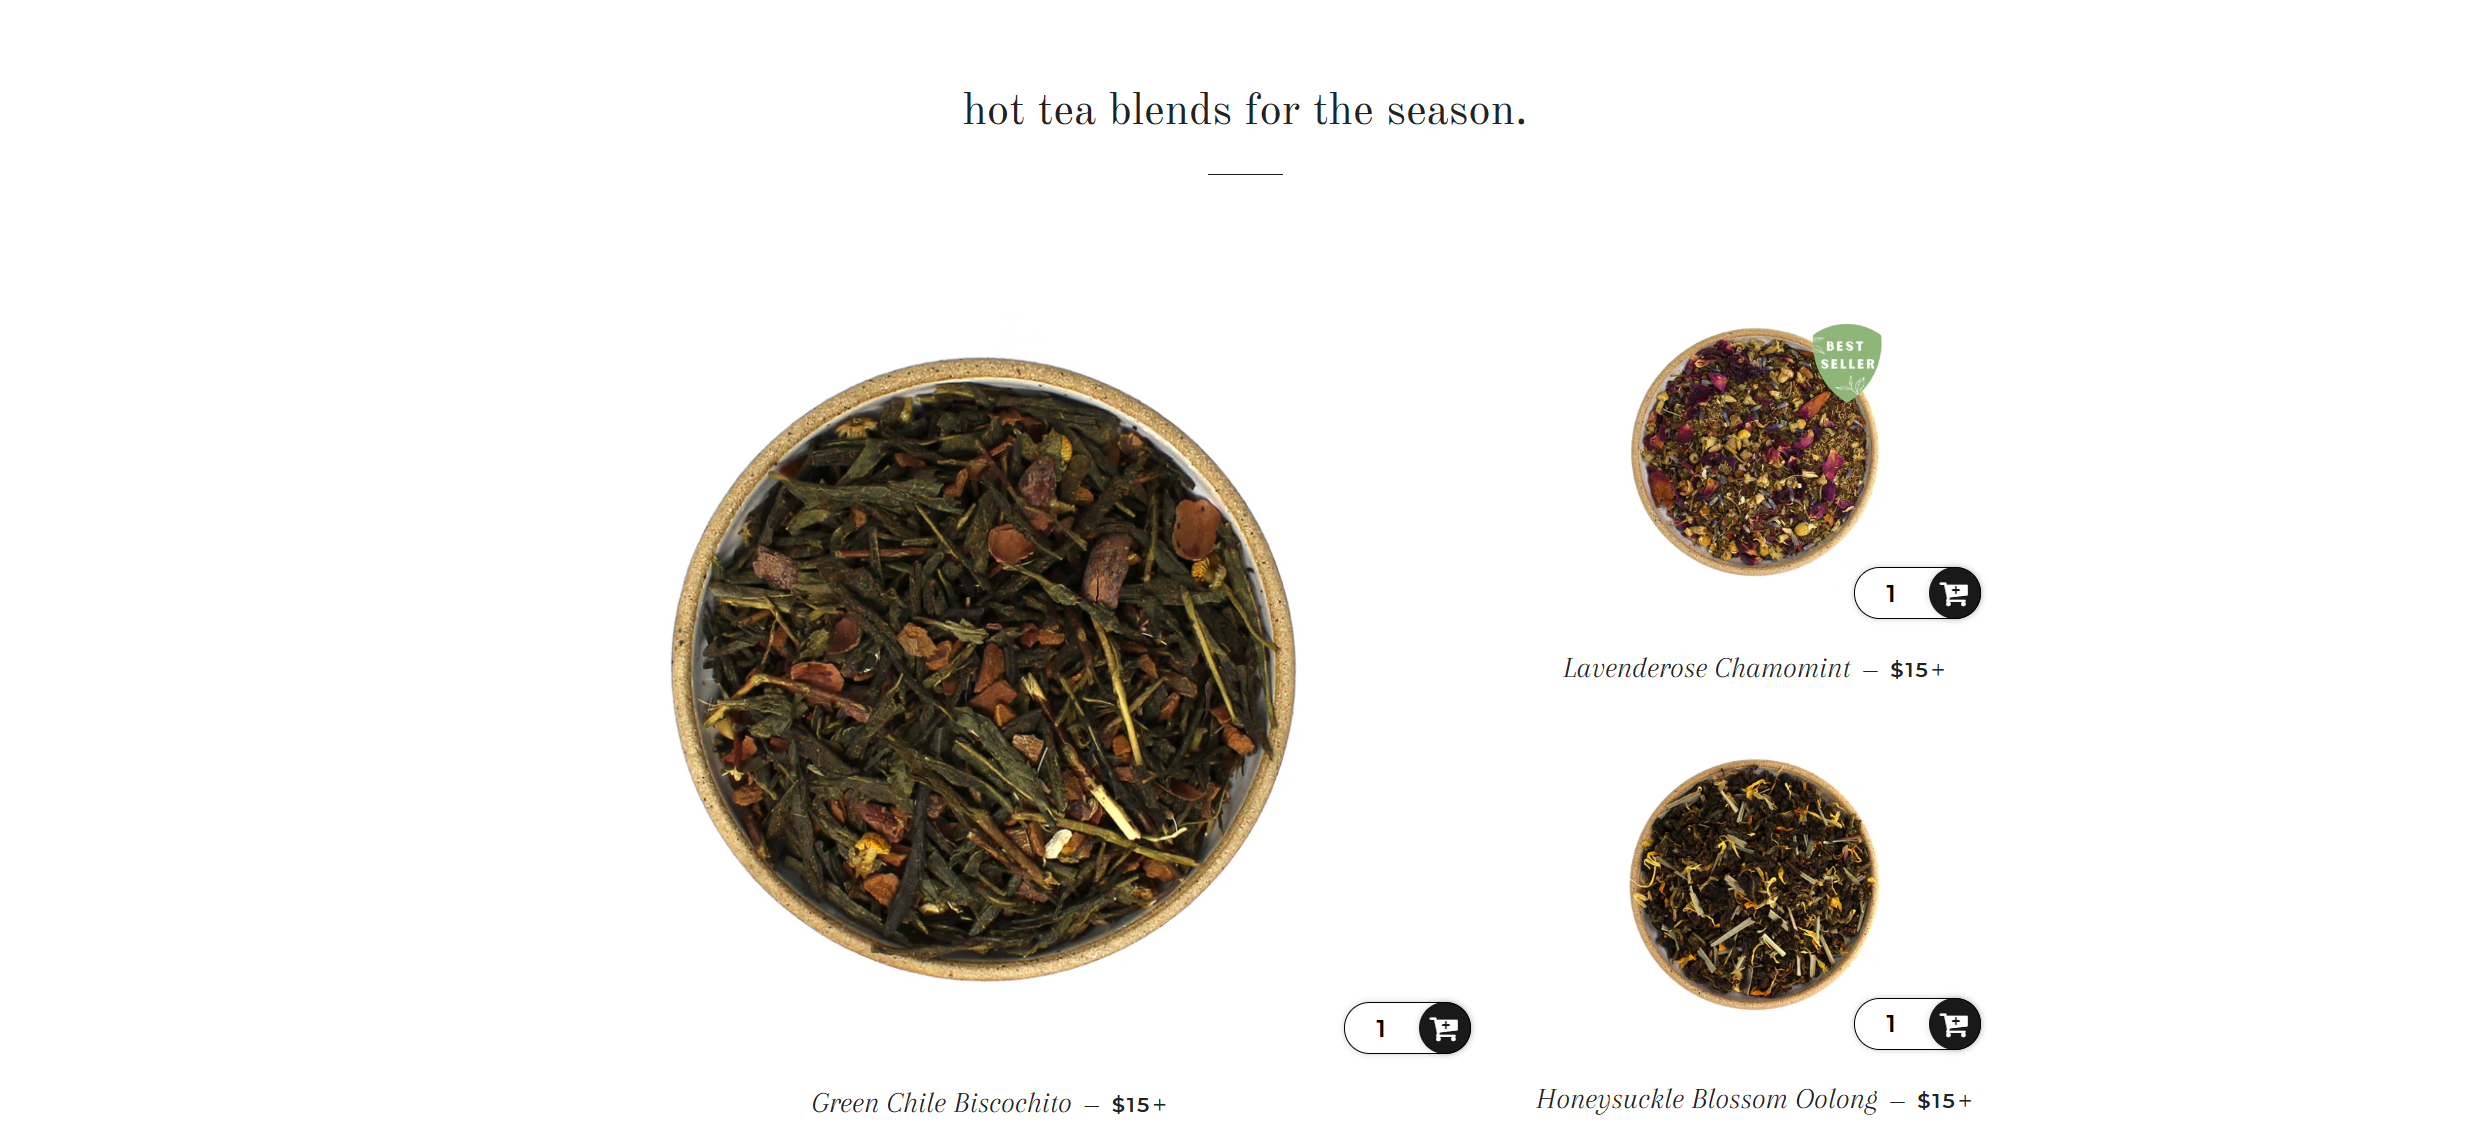 hot tea blends for the season.
BEST
SELLER
1
Lavenderose Chamomint – $15+
1
Green Chile Biscochito – $15+
1
Honeysuckle Blossom Oolong – $15+